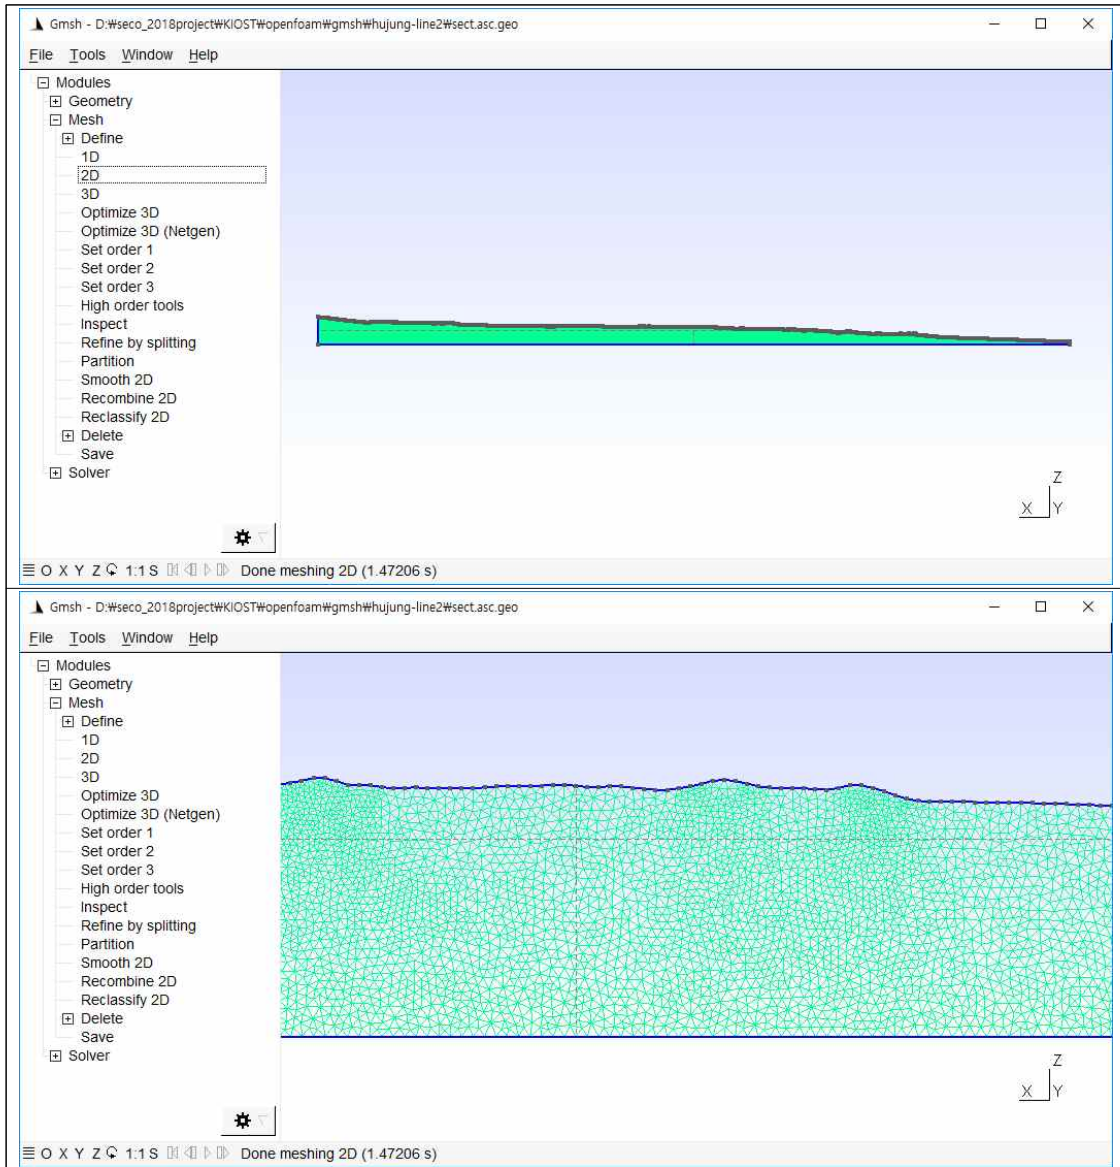 Gmsh - D:₩seco_2018project₩KIOST₩openfoam₩gmsh₩hujung-line2₩sect.asc.geo
File Tools Window Help
Modules
Geometry
Mesh
Define
1D
2D
3D
Optimize 3D
Optimize 3D (Netgen)
Set order 1
Set order 2
Set order 3
High order tools
Inspect
Refine by splitting
Partition
Smooth 2D
Recombine 2D
Reclassify 2D
Delete
Save
Solver
Z
X Y
O X Y Z 1:1 S Done meshing 2D (1.47206 s)
Gmsh - D:₩seco_2018project₩KIOST₩openfoam₩gmsh₩hujung-line2₩sect.asc.geo
File Tools Window Help
Modules
Geometry
Mesh
Define
1D
2D
3D
Optimize 3D
Optimize 3D (Netgen)
Set order 1
Set order 2
Set order 3
High order tools
Inspect
Refine by splitting
Partition
Smooth 2D
Recombine 2D
Reclassify 2D
Delete
Save
Solver
Z
X Y
O X Y Z 1:1 S Done meshing 2D (1.47206 s)